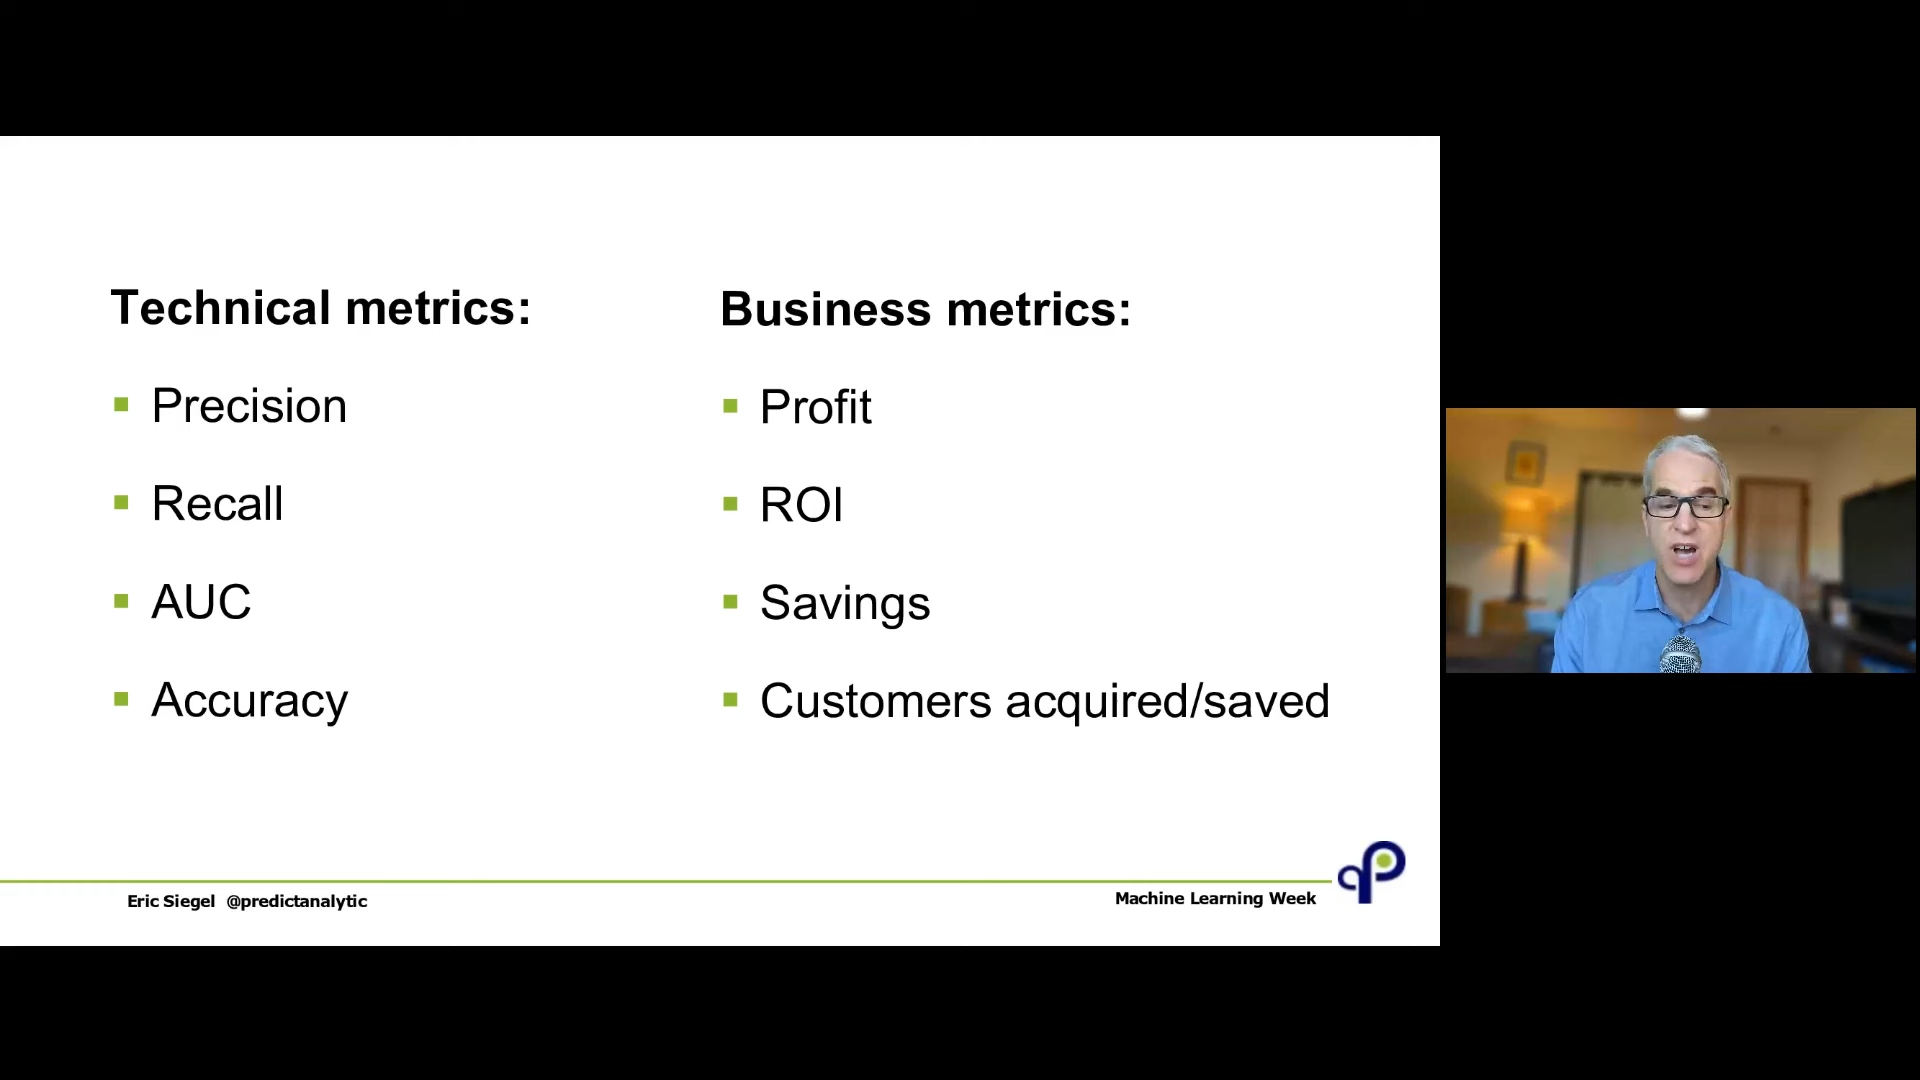 Technical metrics:
Precision
Recall
AUC
Accuracy
Business metrics:
Profit
ROI
Savings
Customers acquired/saved
Eric Siegel @predictanalytic
Machine Learning Week